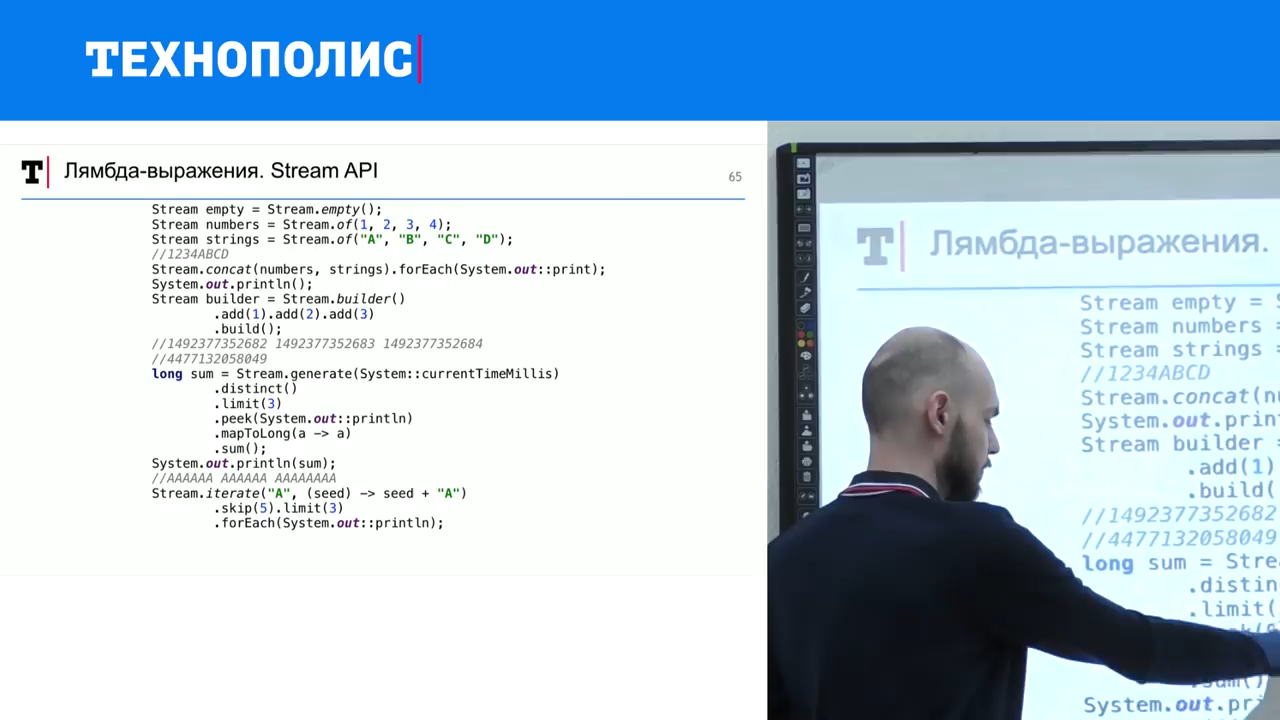 ТЕХНОПОЛИС
Т Лямбда-выражения. Stream API
65
Stream empty = Stream.empty();
Stream numbers = Stream.of(1, 2, 3, 4);
Stream strings = Stream.of("A", "B", "C", "D");
//1234ABCD
Stream.concat(numbers, strings).forEach(System.out::print);
System.out.println();
Stream builder = Stream.builder()
.add(1).add(2).add(3)
.build();
//1492377352682 1492377352683 1492377352684
//4477132058049
long sum = Stream.generate(System::currentTimeMillis)
.distinct()
.limit(3)
.peek(System.out::println)
.mapToLong(a -> a)
.sum();
System.out.println(sum);
//AAAAAA AAAAAA AAAAAAAA
Stream.iterate("A", (seed) -> seed + "A")
.skip(5).limit(3)
.forEach(System.out::println);
Т Лямбда-выражения.
Stream empty =
Stream numbers =
Stream strings =
//1234ABCD
Stream.concat(nu
System.out.print
Stream builder =
.add(1)
.build(
//1492377352682
//4477132058049
long sum = Stre
.distin
.limit(
.sum()
System.out.pr